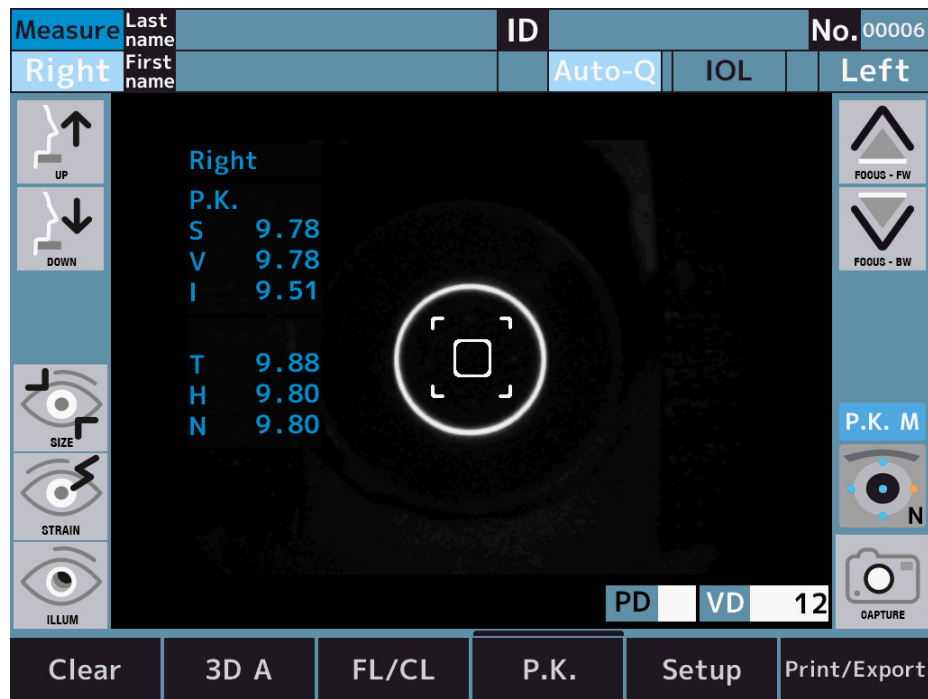 Measure Last name ID No. 00006
Right First name Auto-Q IOL Left
UP
DOWN
SIZE
STRAIN
ILLUM
Right
P.K.
S 9.78
V 9.78
I 9.51
T 9.88
H 9.80
N 9.80
FOOUS - FW
FOOUS - BW
P.K. M
N
CAPTURE
PD VD 12
Clear 3D A FL/CL P.K. Setup Print/Export